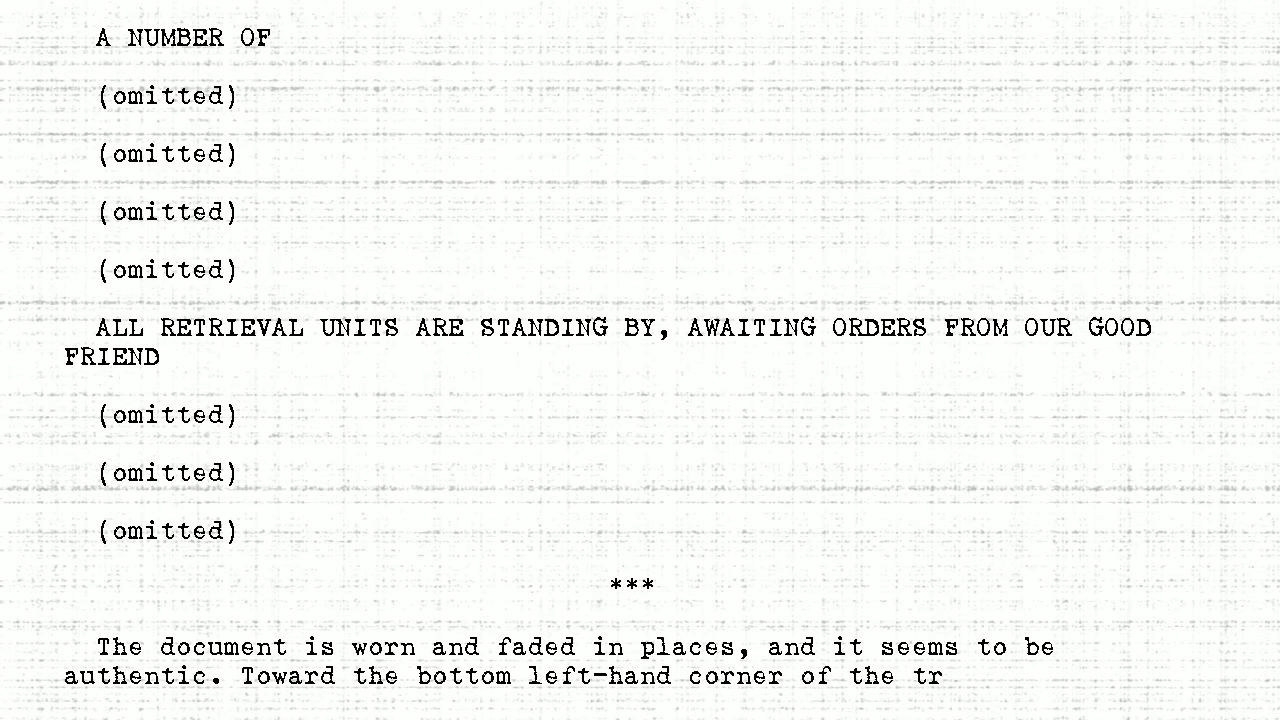 A NUMBER OF
(omitted)
(omitted)
(omitted)
(omitted)
ALL RETRIEVAL UNITS ARE STANDING BY, AWAITING ORDERS FROM OUR GOOD
FRIEND
(omitted)
(omitted)
(omitted)
***
The document is worn and faded in places, and it seems to be
authentic. Toward the bottom left-hand corner of the tr